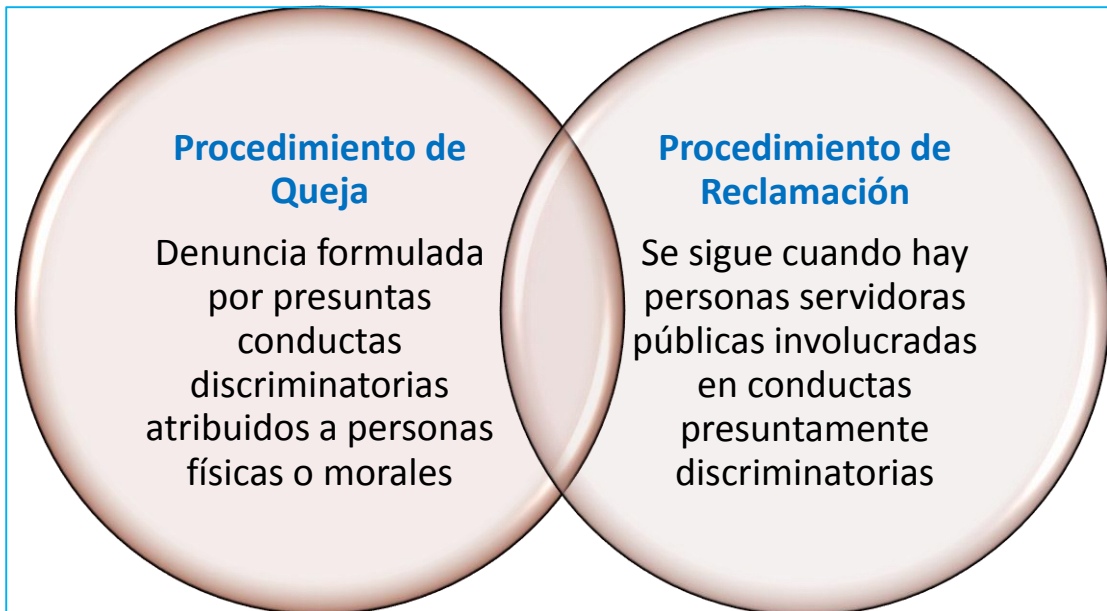 Procedimiento de
Queja
Denuncia formulada
por presuntas
conductas
discriminatorias
atribuidos a personas
físicas o morales
Procedimiento de
Reclamación
Se sigue cuando hay
personas servidoras
públicas involucradas
en conductas
presuntamente
discriminatorias